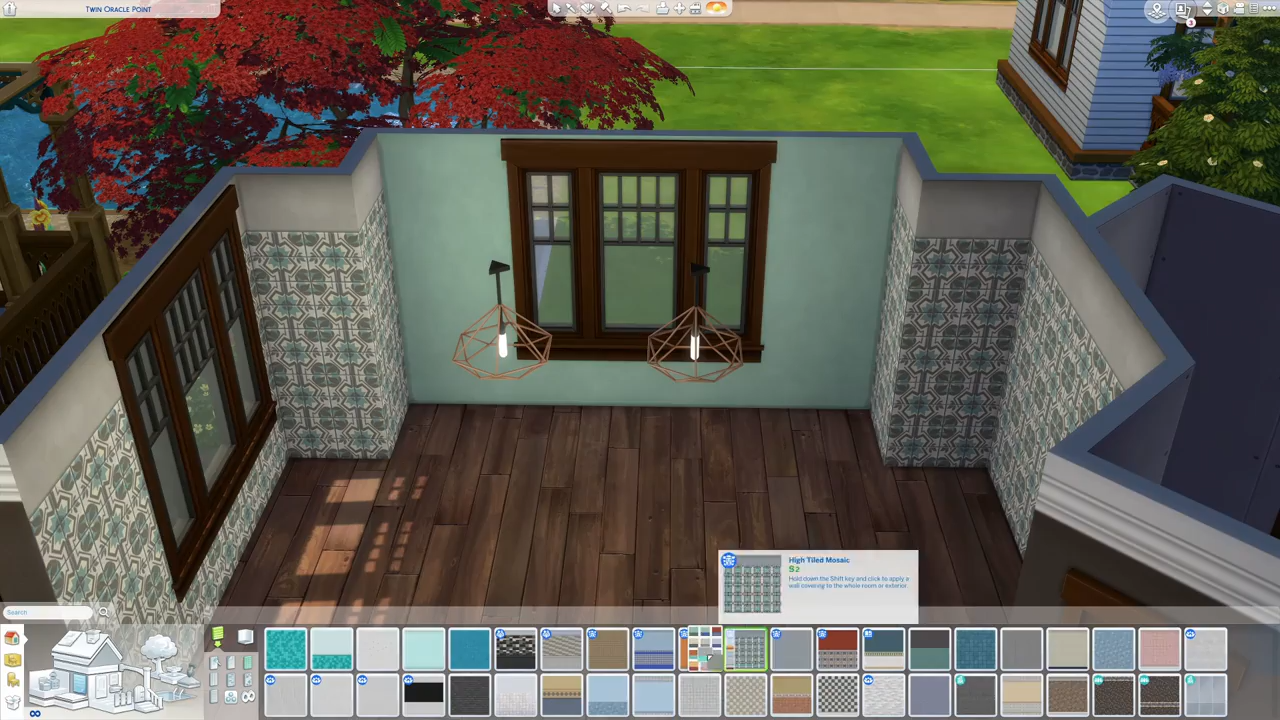 Twin Oracle Point
3
High Tiled Mosaic
§2
Hold down the Shift key and click to apply a
wall covering to the whole room or exterior.
Search